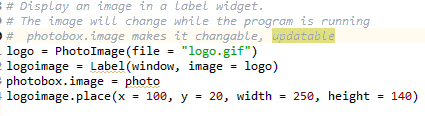 # Display an image in a label widget.
# The image will change while the program is running
#  photobox.image makes it changable, updatable
logo = PhotoImage(file = "logo.gif")
logoimage = Label(window, image = logo)
photobox.image = photo
logoimage.place(x = 100, y = 20, width = 250, height = 140)